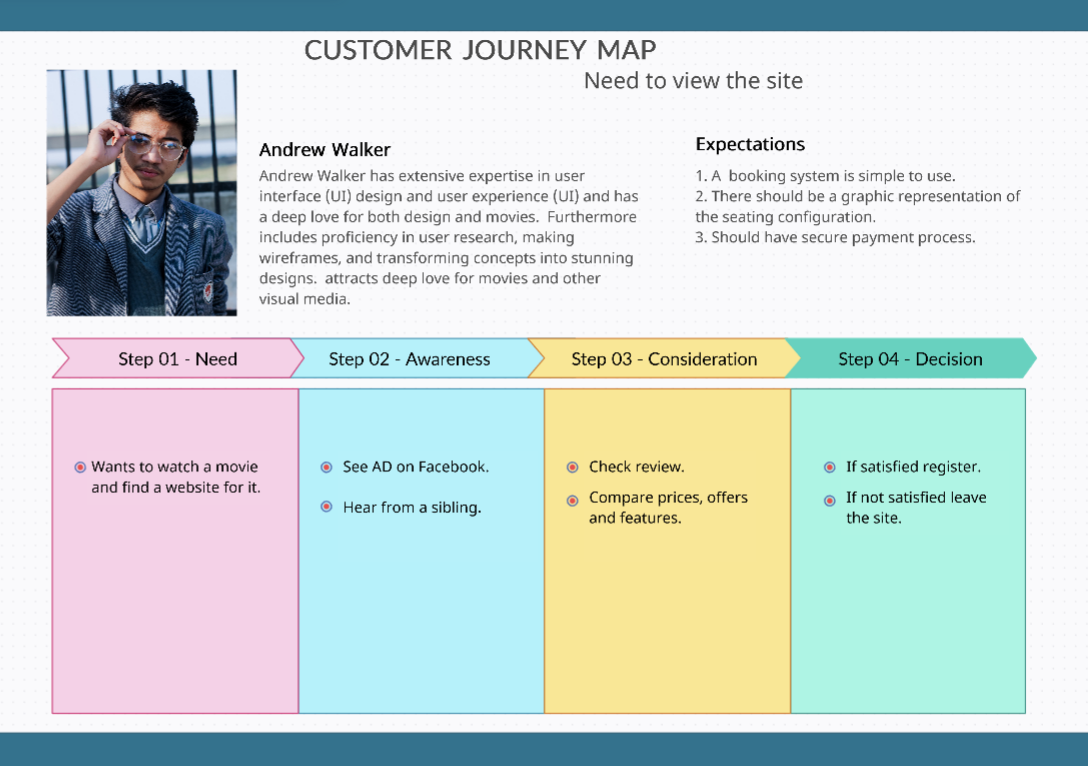 CUSTOMER JOURNEY MAP
Need to view the site
Andrew Walker
Andrew Walker has extensive expertise in user
interface (UI) design and user experience (UI) and has
a deep love for both design and movies. Furthermore
includes proficiency in user research, making
wireframes, and transforming concepts into stunning
designs. attracts deep love for movies and other
visual media.
Expectations
1. A booking system is simple to use.
2. There should be a graphic representation of
the seating configuration.
3. Should have secure payment process.
Step 01 - Need
Step 02 - Awareness
Step 03 - Consideration
Step 04 - Decision
Wants to watch a movie
and find a website for it.
See AD on Facebook.
Hear from a sibling.
Check review.
Compare prices, offers
and features.
If satisfied register.
If not satisfied leave
the site.